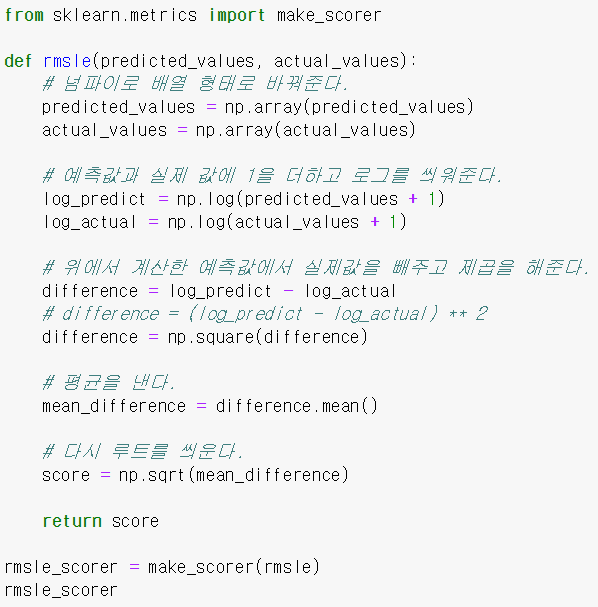 from sklearn.metrics import make_scorer

def rmsle(predicted_values, actual_values):
    # 넘파이로 배열 형태로 바꿔준다.
    predicted_values = np.array(predicted_values)
    actual_values = np.array(actual_values)

    # 예측값과 실제 값에 1을 더하고 로그를 씌워준다.
    log_predict = np.log(predicted_values + 1)
    log_actual = np.log(actual_values + 1)

    # 위에서 계산한 예측값에서 실제값을 빼주고 제곱을 해준다.
    difference = log_predict - log_actual
    # difference = (log_predict - log_actual) ** 2
    difference = np.square(difference)

    # 평균을 낸다.
    mean_difference = difference.mean()

    # 다시 루트를 씌운다.
    score = np.sqrt(mean_difference)

    return score

rmsle_scorer = make_scorer(rmsle)
rmsle_scorer